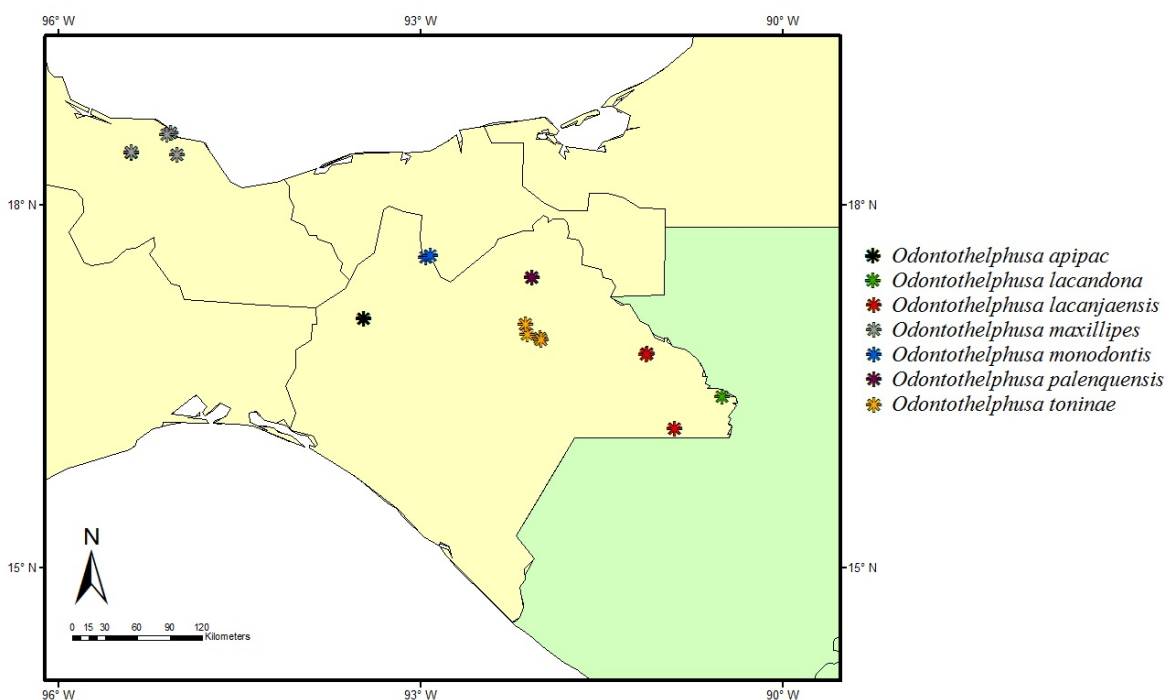 96° W 93° W 90° W
18° N 18° N
Odontothelphusa apipac
Odontothelphusa lacandona
Odontothelphusa lacanjaensis
Odontothelphusa maxillipes
Odontothelphusa monodontis
Odontothelphusa palenquensis
Odontothelphusa toninae
N
15° N 15° N
0 15 30 60 90 120
Kilometers
96° W 93° W 90° W